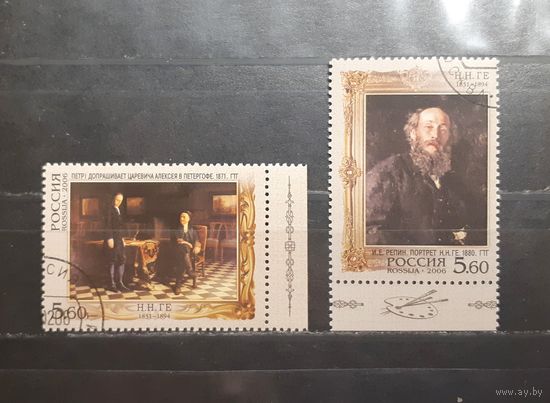 ПЕТР I ДОПРАШИВАЕТ ЦАРЕВИЧА АЛЕКСЕЯ В ПЕТЕРГОФЕ. 1871. ГТГ
РОССИЯ
ROSSIJA · 2006
5.60
Н.Н.ГЕ
1831-1894
Н.Н.ГЕ
1831-1894
И.Е. РЕПИН. ПОРТРЕТ Н.Н.ГЕ. 1880. ГТГ
РОССИЯ
ROSSIJA · 2006
5.60
www.ay.by